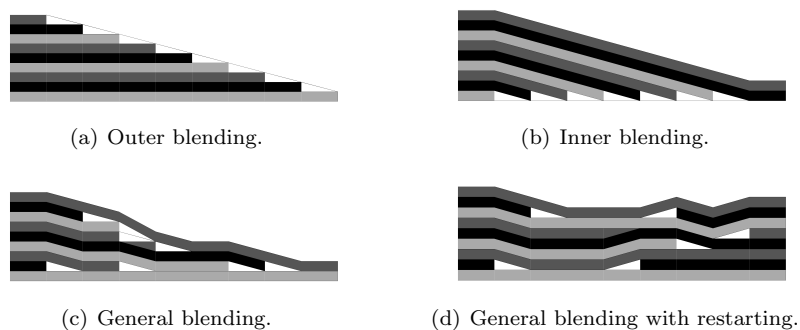 (a) Outer blending.
(b) Inner blending.
(c) General blending.
(d) General blending with restarting.